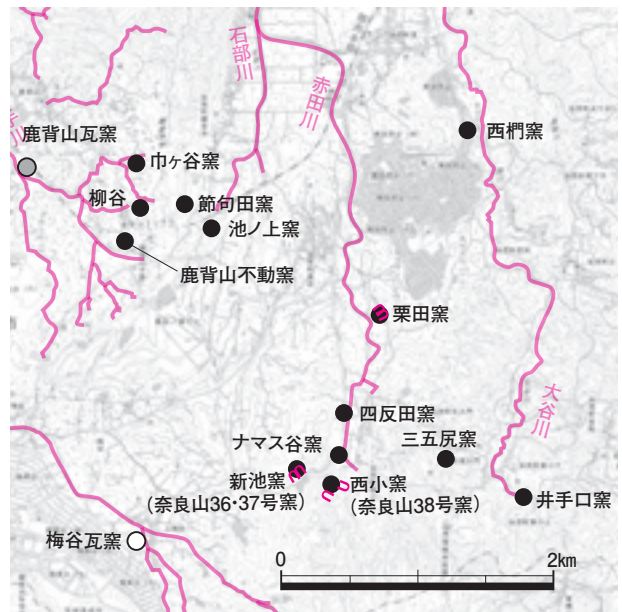 石部川
赤田川
西椚窯
鹿背山瓦窯
巾ヶ谷窯
柳谷
節句田窯
池ノ上窯
鹿背山不動窯
栗田窯
大谷川
四反田窯
ナマス谷窯
三五尻窯
新池窯
(奈良山36・37号窯)
西小窯
(奈良山38号窯)
井手口窯
梅谷瓦窯
0
2km